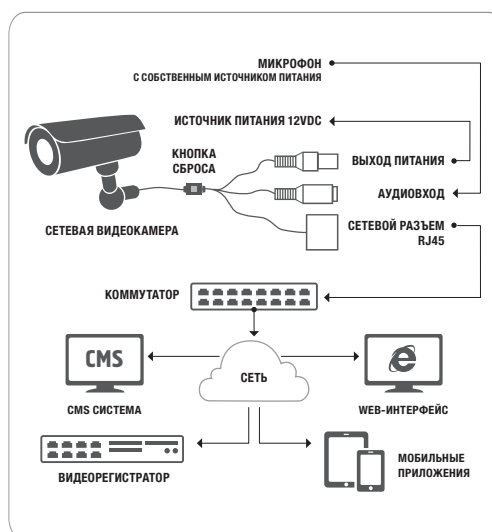 МИКРОФОН
С СОБСТВЕННЫМ ИСТОЧНИКОМ ПИТАНИЯ
ИСТОЧНИК ПИТАНИЯ 12VDC
КНОПКА
СБРОСА
ВЫХОД ПИТАНИЯ
АУДИОВХОД
СЕТЕВАЯ ВИДЕОКАМЕРА
СЕТЕВОЙ РАЗЪЕМ
RJ45
КОММУТАТОР
CMS
СЕТЬ
CMS СИСТЕМА
WEB-ИНТЕРФЕЙС
ВИДЕОРЕГИСТРАТОР
МОБИЛЬНЫЕ
ПРИЛОЖЕНИЯ